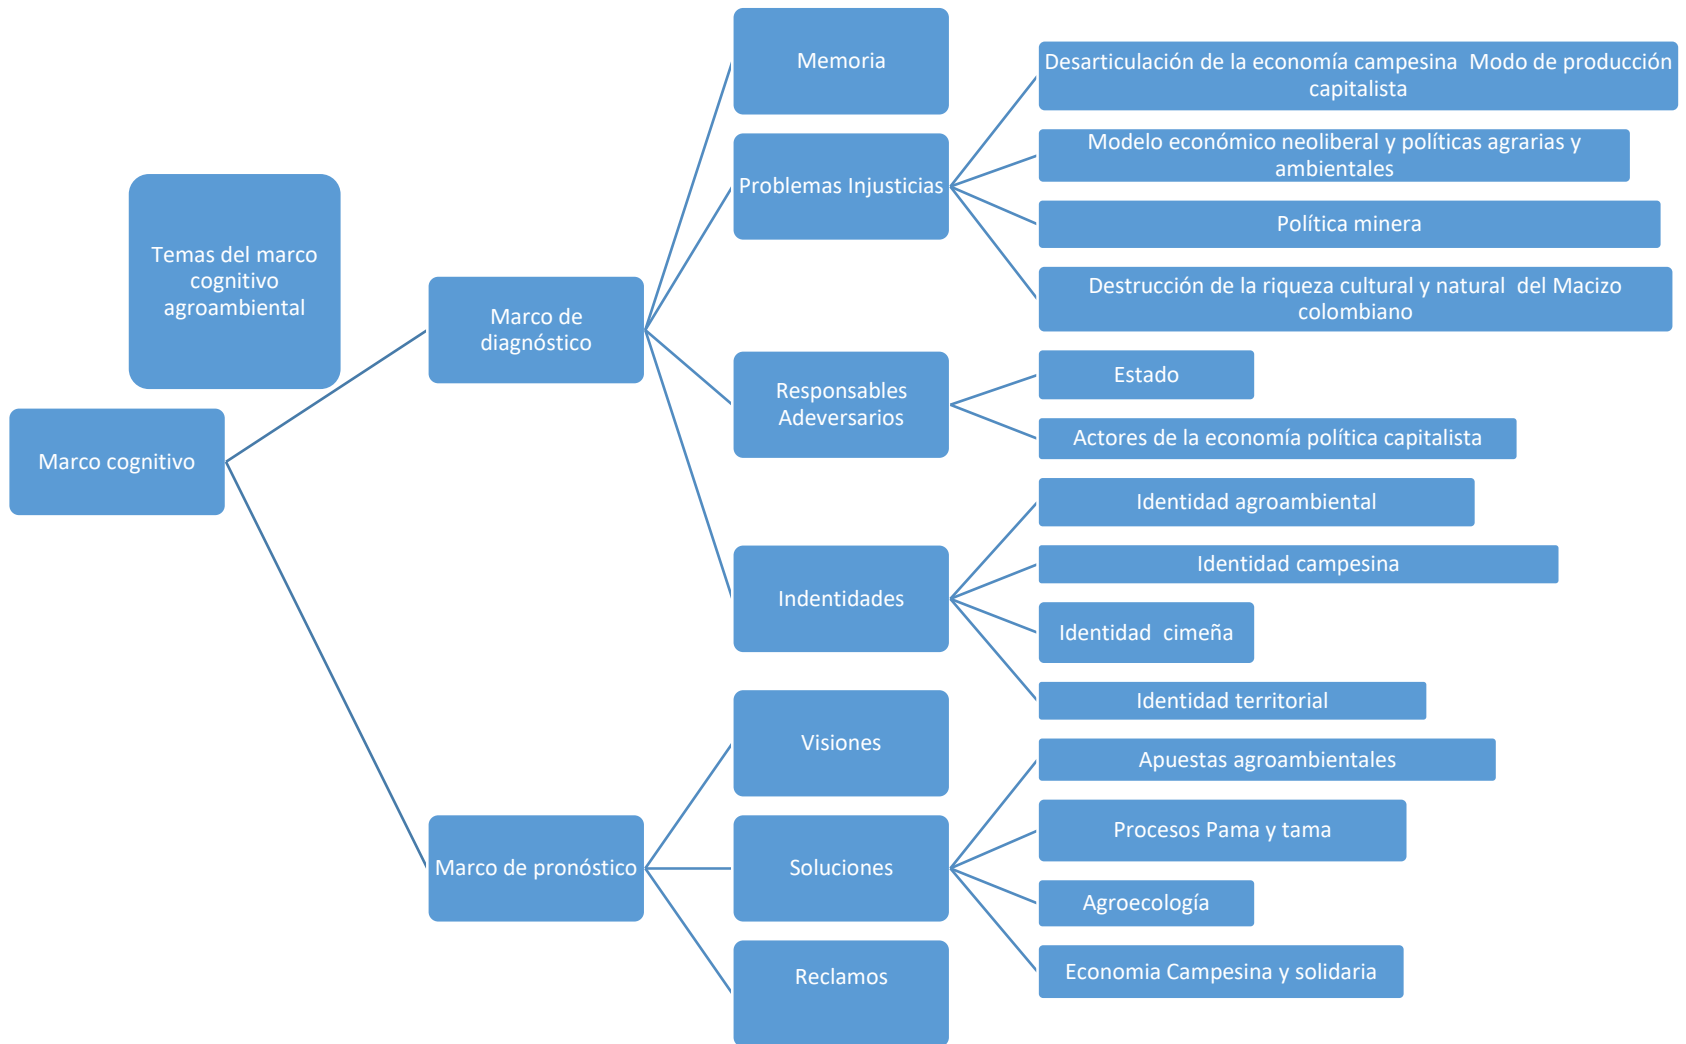 Temas del marco
cognitivo
agroambiental
Marco cognitivo
Marco de
diagnóstico
Memoria
Problemas Injusticias
Desarticulación de la economía campesina  Modo de producción
capitalista
Modelo económico neoliberal y políticas agrarias y
ambientales
Política minera
Destrucción de la riqueza cultural y natural  del Macizo
colombiano
Responsables
Adeversarios
Estado
Actores de la economía política capitalista
Indentidades
Identidad agroambiental
Identidad campesina
Identidad  cimeña
Identidad territorial
Marco de pronóstico
Visiones
Soluciones
Apuestas agroambientales
Procesos Pama y tama
Agroecología
Economia Campesina y solidaria
Reclamos